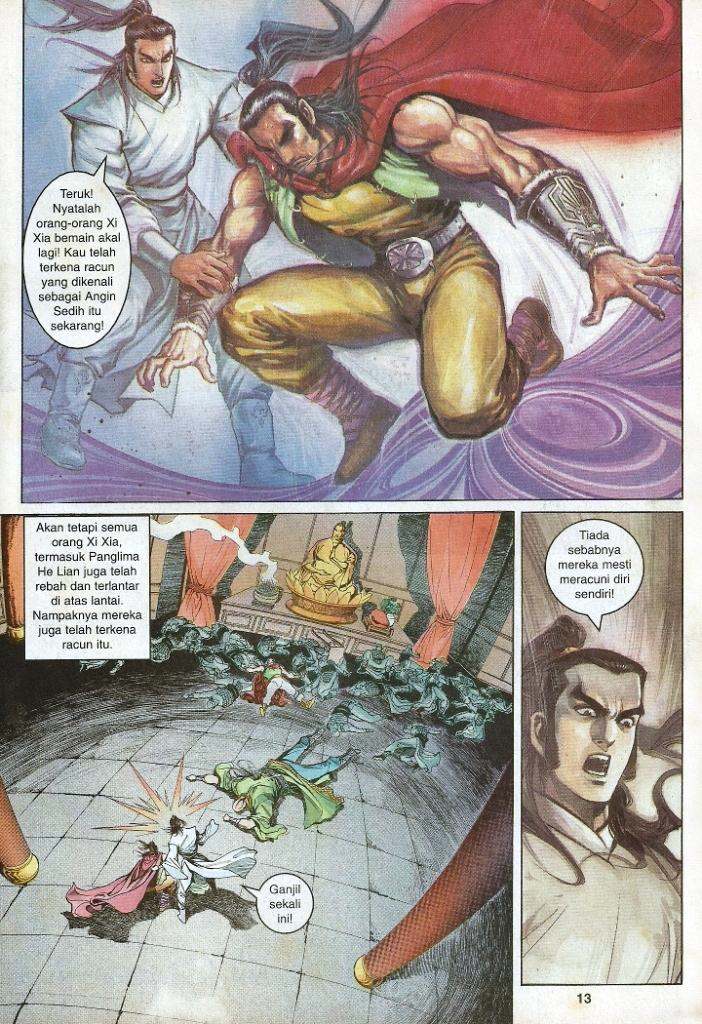 Teruk!
Nyatalah
orang-orang Xi
Xia bemain akal
lagi! Kau telah
terkena racun
yang dikenali
sebagai Angin
Sedih itu
sekarang!
Akan tetapi semua
orang Xi Xia,
termasuk Panglima
He Lian juga telah
rebah dan terlantar
di atas lantai.
Nampaknya mereka
juga telah terkena
racun itu.
Ganjil
sekali
ini!
Tiada
sebabnya
mereka mesti
meracuni diri
sendiri!
13